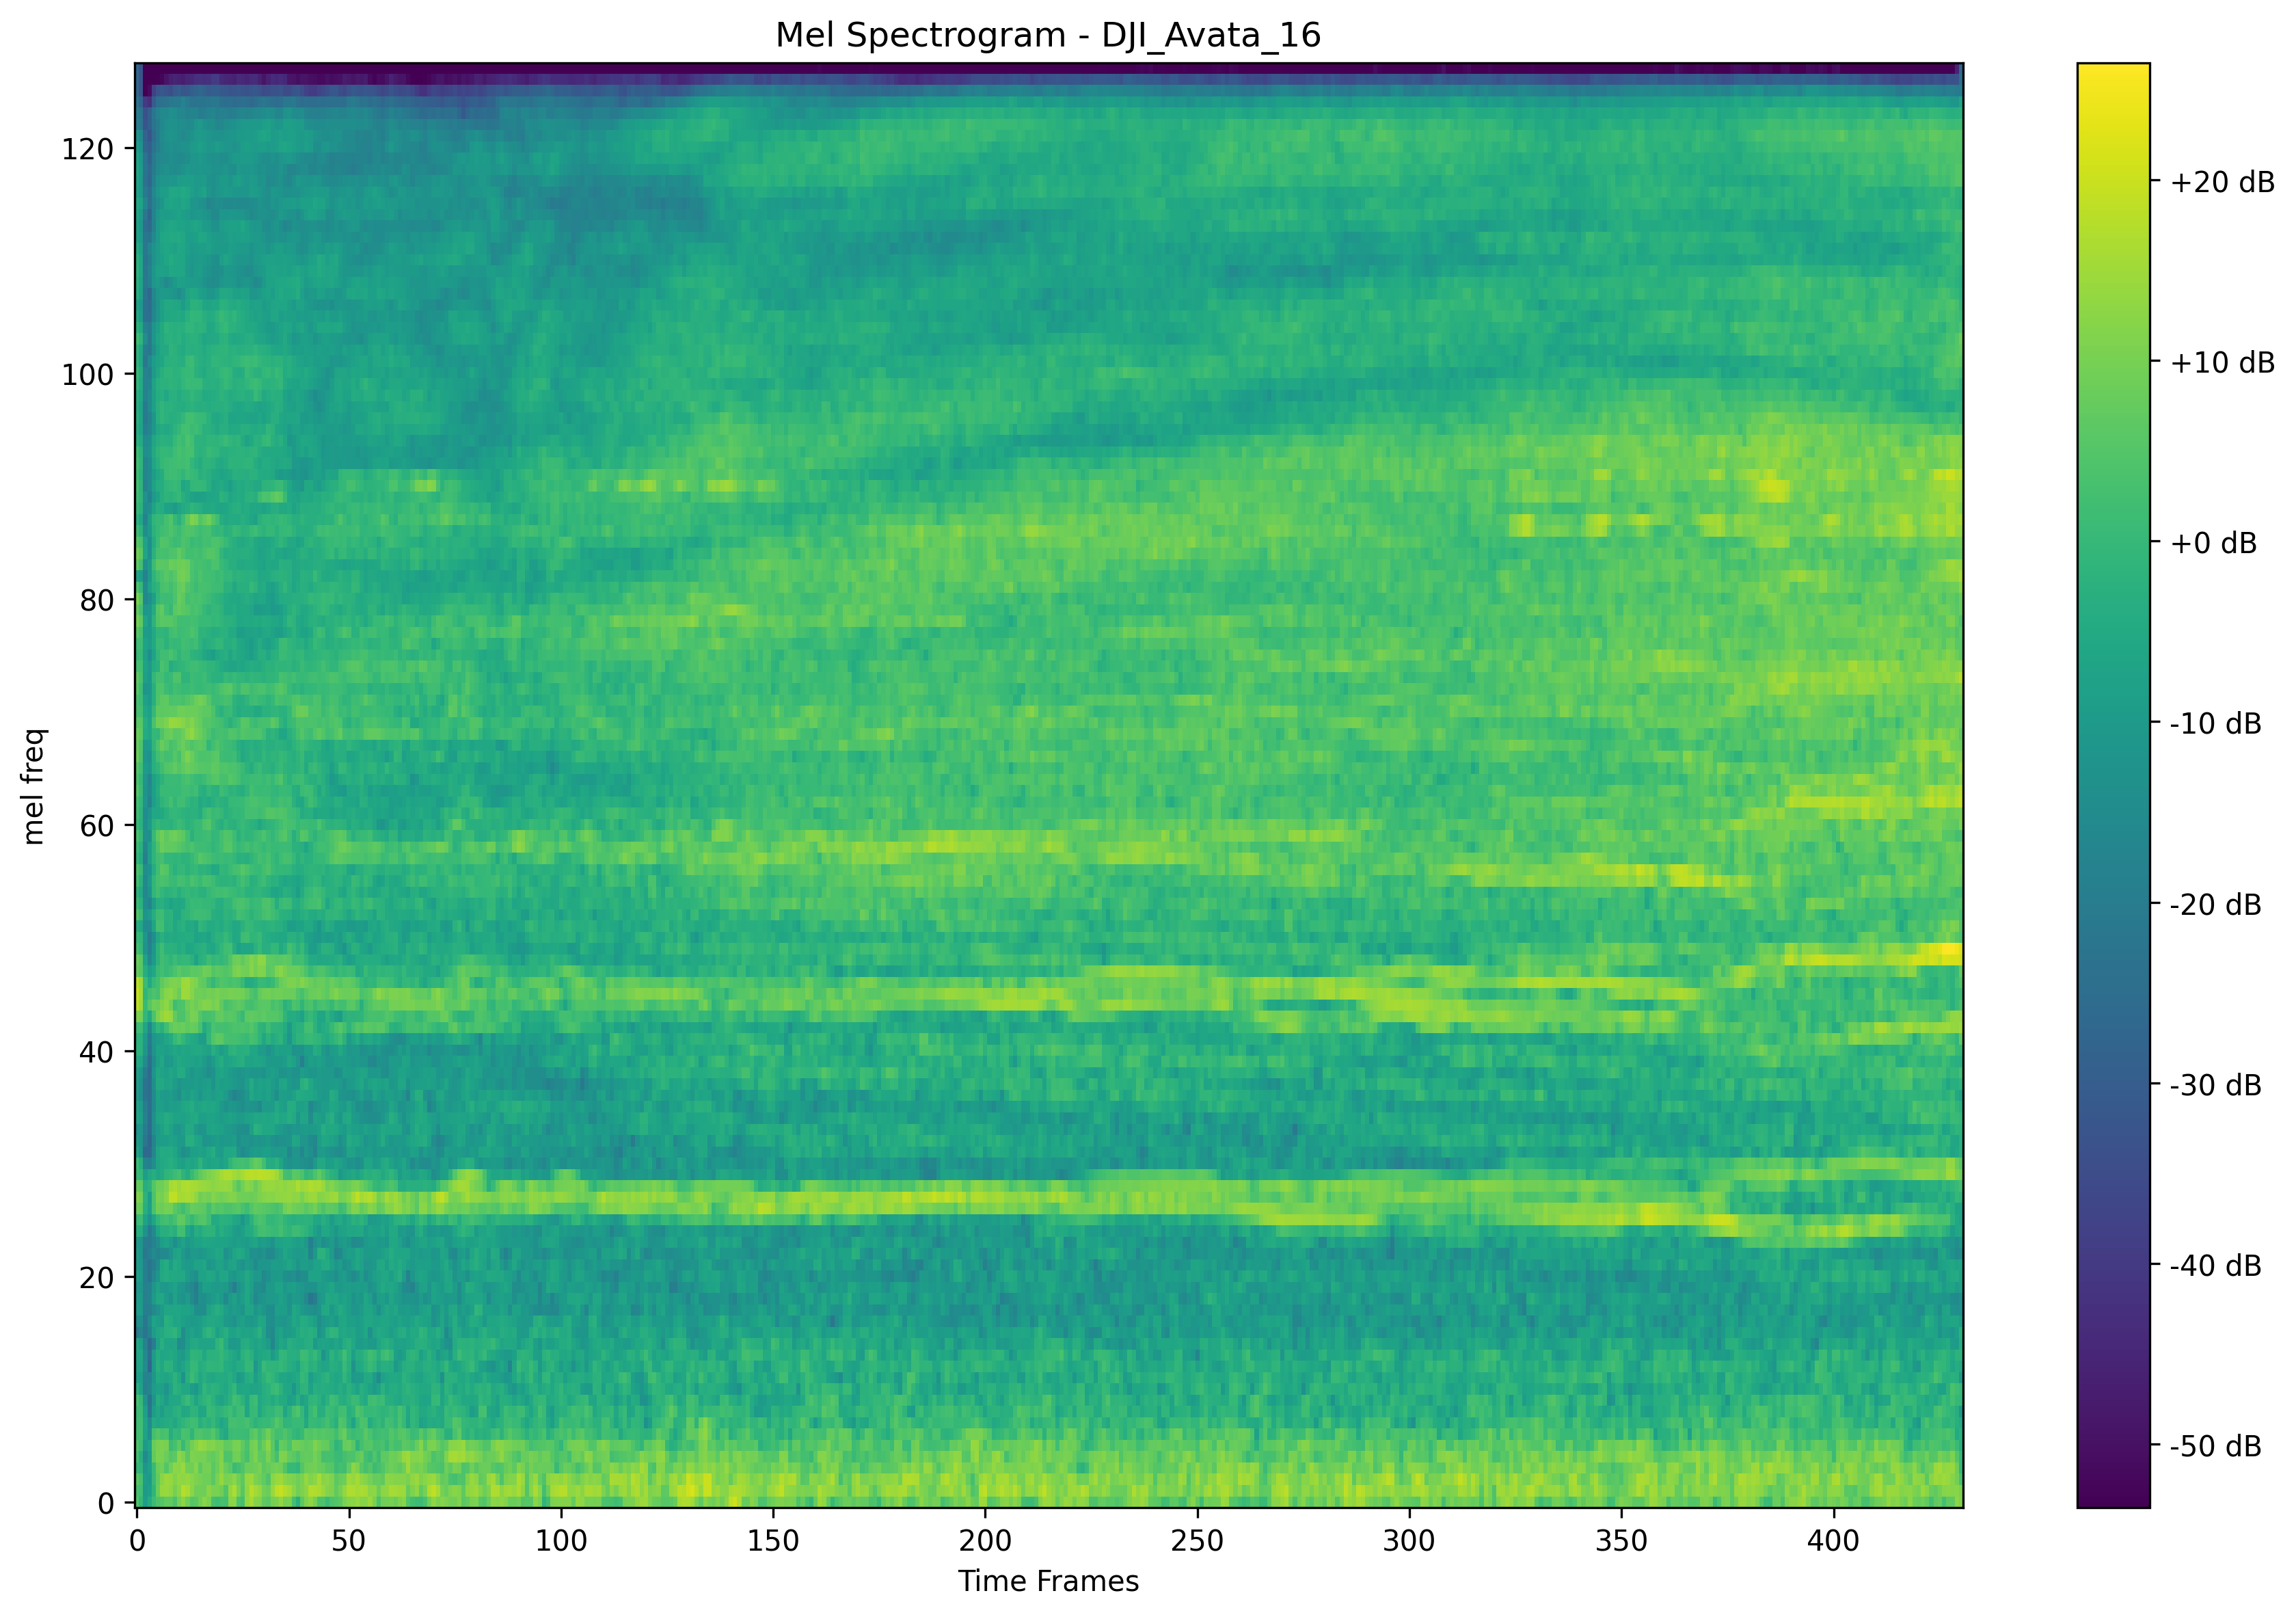 Mel Spectrogram - DJI_Avata_16
mel freq
120
100
80
60
40
20
0
0 50 100 150 200 250 300 350 400
Time Frames
+20 dB
+10 dB
+0 dB
-10 dB
-20 dB
-30 dB
-40 dB
-50 dB